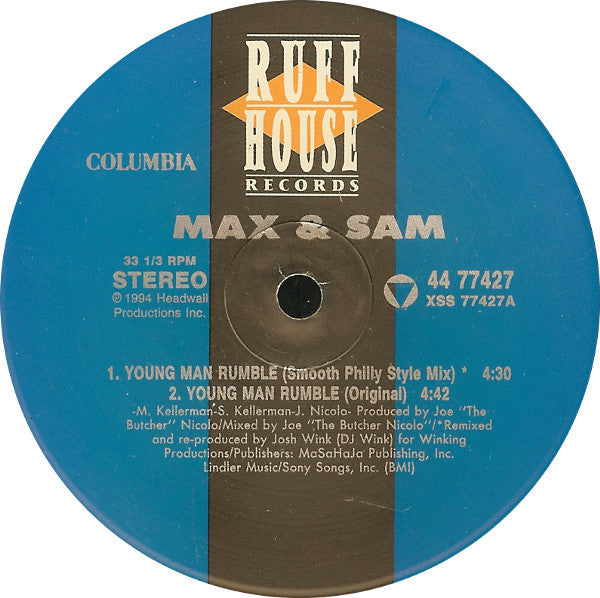 RUFF
HOUSE
RECORDS
COLUMBIA
MAX & SAM
33 1/3 RPM
STEREO
℗ 1994 Headwall
Productions Inc.
44 77427
XSS 77427A
1. YOUNG MAN RUMBLE (Smooth Philly Style Mix) * 4:30
2. YOUNG MAN RUMBLE (Original) 4:42
-M. Kellerman-S. Kellerman-J. Nicolo- Produced by Joe "The
Butcher" Nicolo/Mixed by Joe "The Butcher Nicolo"/*Remixed
and re-produced by Josh Wink (DJ Wink) for Winking
Productions/Publishers: MaSaHaJa Publishing, Inc.
Lindler Music/Sony Songs, Inc. (BMI)